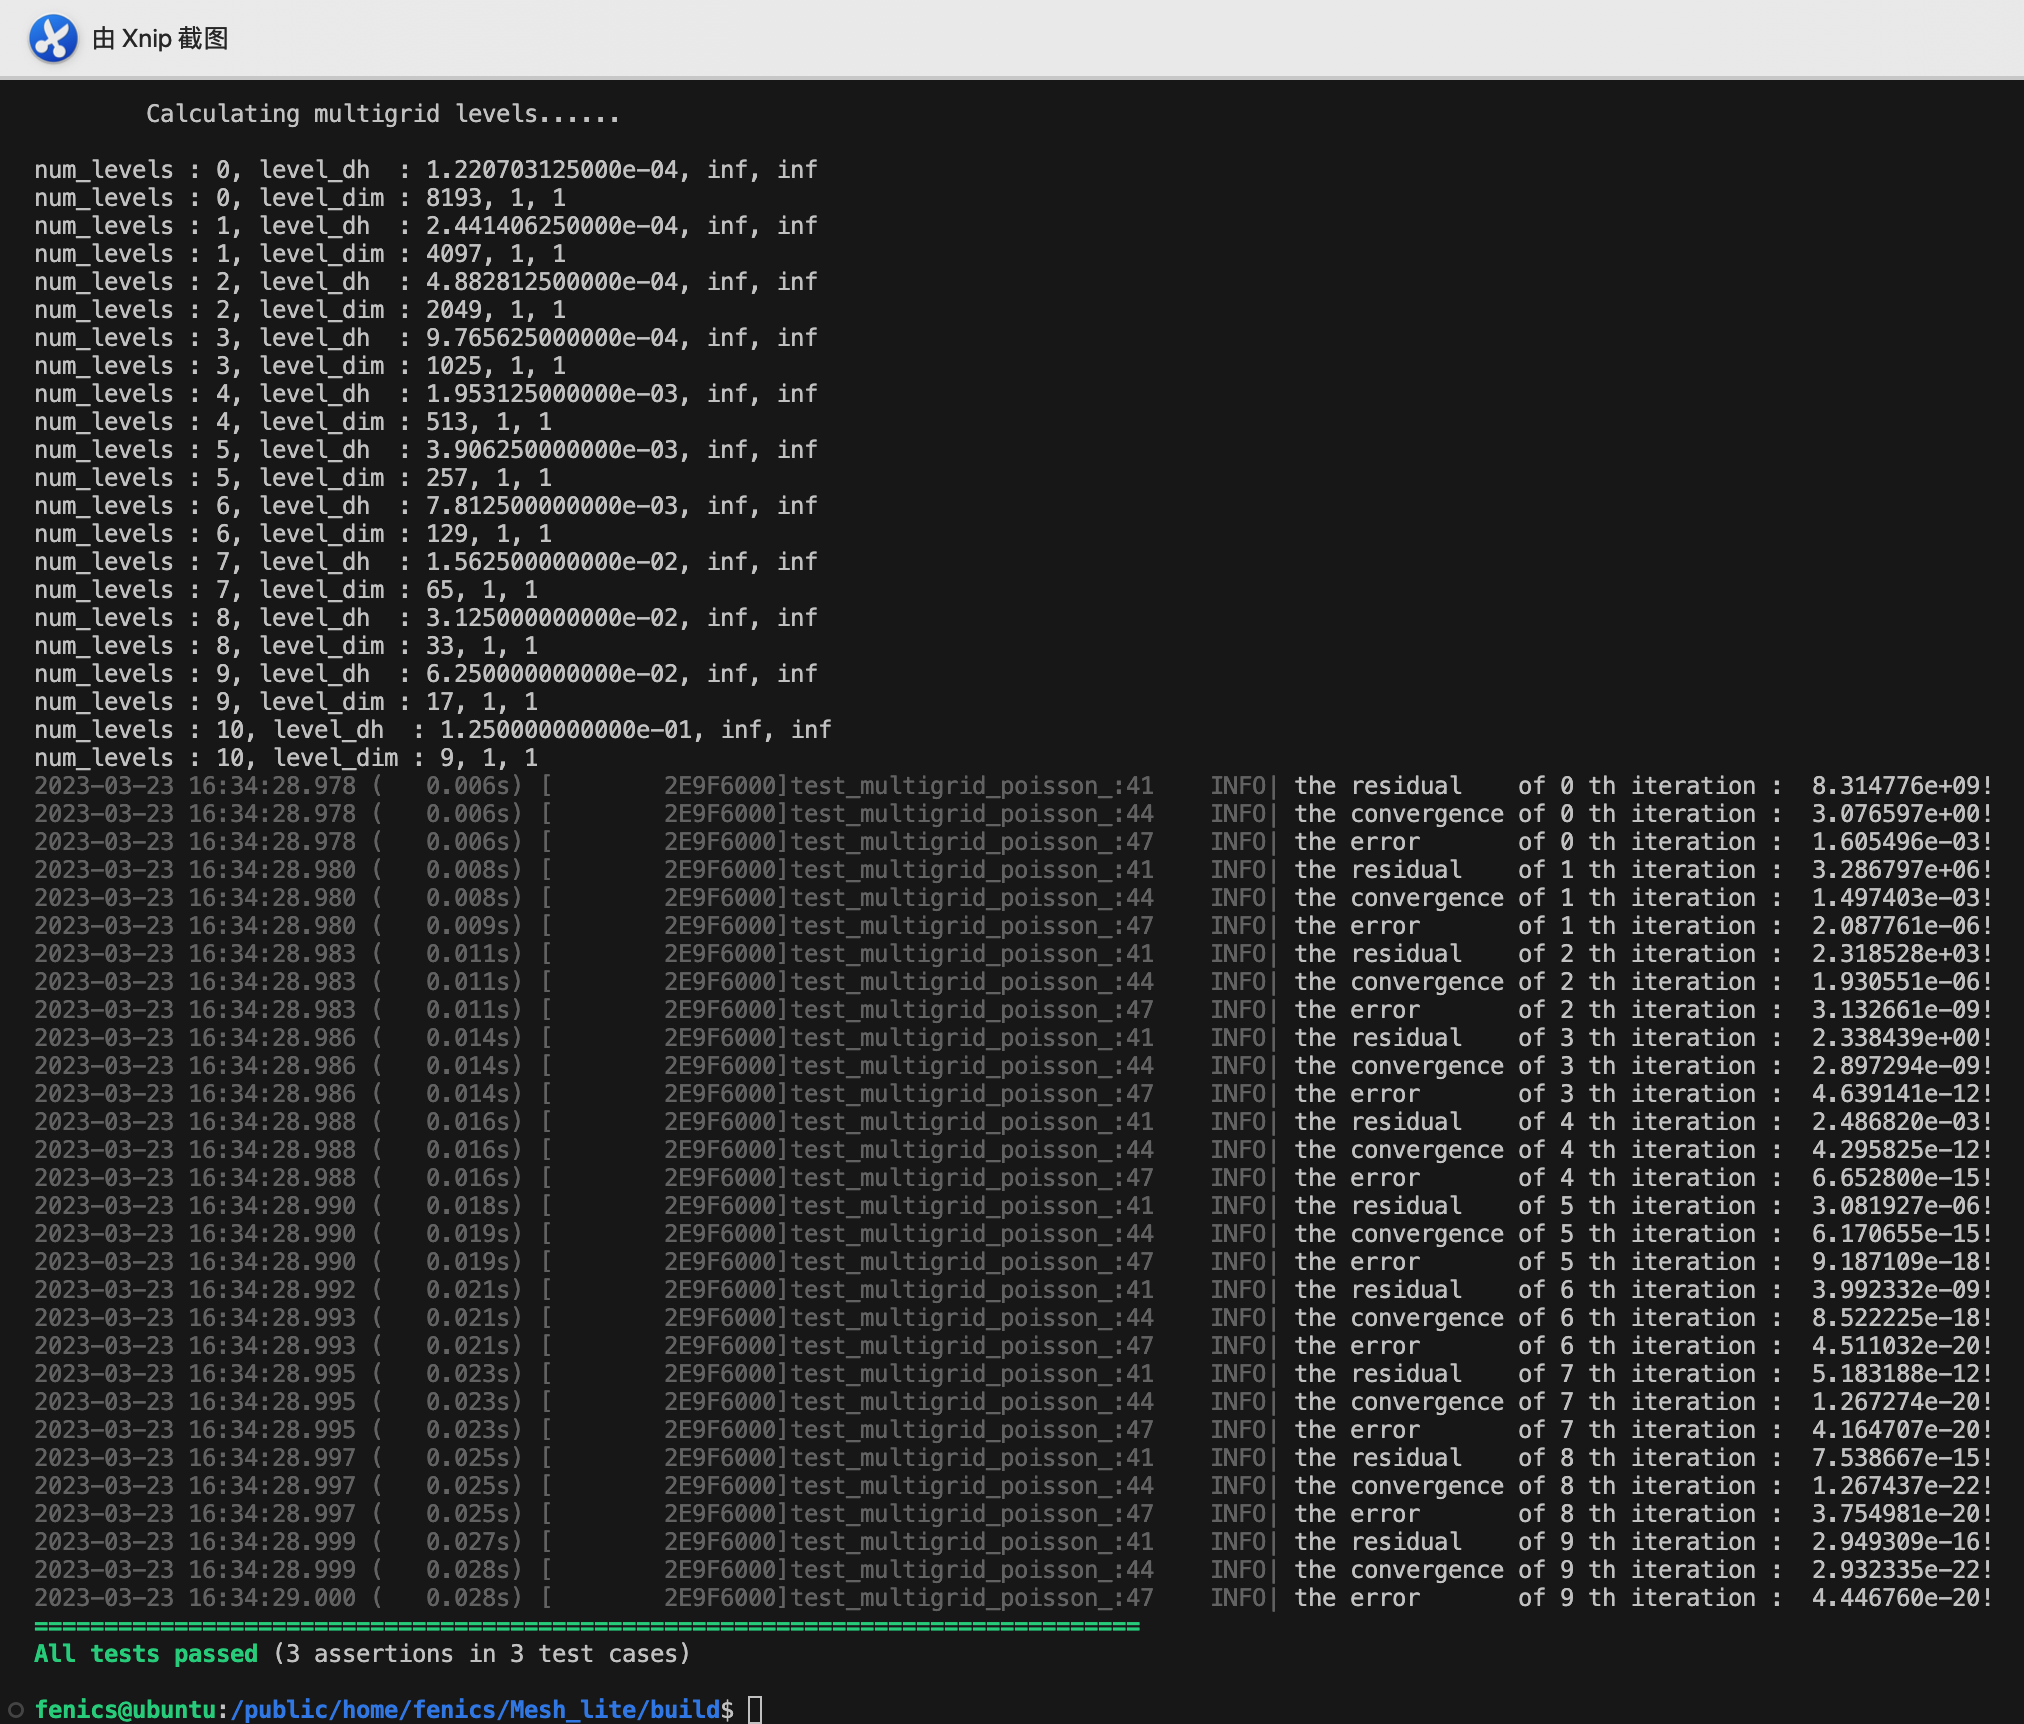 由 Xnip 截图
Calculating multigrid levels......
num_levels : 0, level_dh  : 1.220703125000e-04, inf, inf
num_levels : 0, level_dim : 8193, 1, 1
num_levels : 1, level_dh  : 2.441406250000e-04, inf, inf
num_levels : 1, level_dim : 4097, 1, 1
num_levels : 2, level_dh  : 4.882812500000e-04, inf, inf
num_levels : 2, level_dim : 2049, 1, 1
num_levels : 3, level_dh  : 9.765625000000e-04, inf, inf
num_levels : 3, level_dim : 1025, 1, 1
num_levels : 4, level_dh  : 1.953125000000e-03, inf, inf
num_levels : 4, level_dim : 513, 1, 1
num_levels : 5, level_dh  : 3.906250000000e-03, inf, inf
num_levels : 5, level_dim : 257, 1, 1
num_levels : 6, level_dh  : 7.812500000000e-03, inf, inf
num_levels : 6, level_dim : 129, 1, 1
num_levels : 7, level_dh  : 1.562500000000e-02, inf, inf
num_levels : 7, level_dim : 65, 1, 1
num_levels : 8, level_dh  : 3.125000000000e-02, inf, inf
num_levels : 8, level_dim : 33, 1, 1
num_levels : 9, level_dh  : 6.250000000000e-02, inf, inf
num_levels : 9, level_dim : 17, 1, 1
num_levels : 10, level_dh  : 1.250000000000e-01, inf, inf
num_levels : 10, level_dim : 9, 1, 1
2023-03-23 16:34:28.978 (   0.006s) [        2E9F6000]test_multigrid_poisson_:41    INFO| the residual    of 0 th iteration :  8.314776e+09!
2023-03-23 16:34:28.978 (   0.006s) [        2E9F6000]test_multigrid_poisson_:44    INFO| the convergence of 0 th iteration :  3.076597e+00!
2023-03-23 16:34:28.978 (   0.006s) [        2E9F6000]test_multigrid_poisson_:47    INFO| the error       of 0 th iteration :  1.605496e-03!
2023-03-23 16:34:28.980 (   0.008s) [        2E9F6000]test_multigrid_poisson_:41    INFO| the residual    of 1 th iteration :  3.286797e+06!
2023-03-23 16:34:28.980 (   0.008s) [        2E9F6000]test_multigrid_poisson_:44    INFO| the convergence of 1 th iteration :  1.497403e-03!
2023-03-23 16:34:28.980 (   0.009s) [        2E9F6000]test_multigrid_poisson_:47    INFO| the error       of 1 th iteration :  2.087761e-06!
2023-03-23 16:34:28.983 (   0.011s) [        2E9F6000]test_multigrid_poisson_:41    INFO| the residual    of 2 th iteration :  2.318528e+03!
2023-03-23 16:34:28.983 (   0.011s) [        2E9F6000]test_multigrid_poisson_:44    INFO| the convergence of 2 th iteration :  1.930551e-06!
2023-03-23 16:34:28.983 (   0.011s) [        2E9F6000]test_multigrid_poisson_:47    INFO| the error       of 2 th iteration :  3.132661e-09!
2023-03-23 16:34:28.986 (   0.014s) [        2E9F6000]test_multigrid_poisson_:41    INFO| the residual    of 3 th iteration :  2.338439e+00!
2023-03-23 16:34:28.986 (   0.014s) [        2E9F6000]test_multigrid_poisson_:44    INFO| the convergence of 3 th iteration :  2.897294e-09!
2023-03-23 16:34:28.986 (   0.014s) [        2E9F6000]test_multigrid_poisson_:47    INFO| the error       of 3 th iteration :  4.639141e-12!
2023-03-23 16:34:28.988 (   0.016s) [        2E9F6000]test_multigrid_poisson_:41    INFO| the residual    of 4 th iteration :  2.486820e-03!
2023-03-23 16:34:28.988 (   0.016s) [        2E9F6000]test_multigrid_poisson_:44    INFO| the convergence of 4 th iteration :  4.295825e-12!
2023-03-23 16:34:28.988 (   0.016s) [        2E9F6000]test_multigrid_poisson_:47    INFO| the error       of 4 th iteration :  6.652800e-15!
2023-03-23 16:34:28.990 (   0.018s) [        2E9F6000]test_multigrid_poisson_:41    INFO| the residual    of 5 th iteration :  3.081927e-06!
2023-03-23 16:34:28.990 (   0.019s) [        2E9F6000]test_multigrid_poisson_:44    INFO| the convergence of 5 th iteration :  6.170655e-15!
2023-03-23 16:34:28.990 (   0.019s) [        2E9F6000]test_multigrid_poisson_:47    INFO| the error       of 5 th iteration :  9.187109e-18!
2023-03-23 16:34:28.992 (   0.021s) [        2E9F6000]test_multigrid_poisson_:41    INFO| the residual    of 6 th iteration :  3.992332e-09!
2023-03-23 16:34:28.993 (   0.021s) [        2E9F6000]test_multigrid_poisson_:44    INFO| the convergence of 6 th iteration :  8.522225e-18!
2023-03-23 16:34:28.993 (   0.021s) [        2E9F6000]test_multigrid_poisson_:47    INFO| the error       of 6 th iteration :  4.511032e-20!
2023-03-23 16:34:28.995 (   0.023s) [        2E9F6000]test_multigrid_poisson_:41    INFO| the residual    of 7 th iteration :  5.183188e-12!
2023-03-23 16:34:28.995 (   0.023s) [        2E9F6000]test_multigrid_poisson_:44    INFO| the convergence of 7 th iteration :  1.267274e-20!
2023-03-23 16:34:28.995 (   0.023s) [        2E9F6000]test_multigrid_poisson_:47    INFO| the error       of 7 th iteration :  4.164707e-20!
2023-03-23 16:34:28.997 (   0.025s) [        2E9F6000]test_multigrid_poisson_:41    INFO| the residual    of 8 th iteration :  7.538667e-15!
2023-03-23 16:34:28.997 (   0.025s) [        2E9F6000]test_multigrid_poisson_:44    INFO| the convergence of 8 th iteration :  1.267437e-22!
2023-03-23 16:34:28.997 (   0.025s) [        2E9F6000]test_multigrid_poisson_:47    INFO| the error       of 8 th iteration :  3.754981e-20!
2023-03-23 16:34:28.999 (   0.027s) [        2E9F6000]test_multigrid_poisson_:41    INFO| the residual    of 9 th iteration :  2.949309e-16!
2023-03-23 16:34:28.999 (   0.028s) [        2E9F6000]test_multigrid_poisson_:44    INFO| the convergence of 9 th iteration :  2.932335e-22!
2023-03-23 16:34:29.000 (   0.028s) [        2E9F6000]test_multigrid_poisson_:47    INFO| the error       of 9 th iteration :  4.446760e-20!
===============================================================================
All tests passed (3 assertions in 3 test cases)
fenics@ubuntu:/public/home/fenics/Mesh_lite/build$